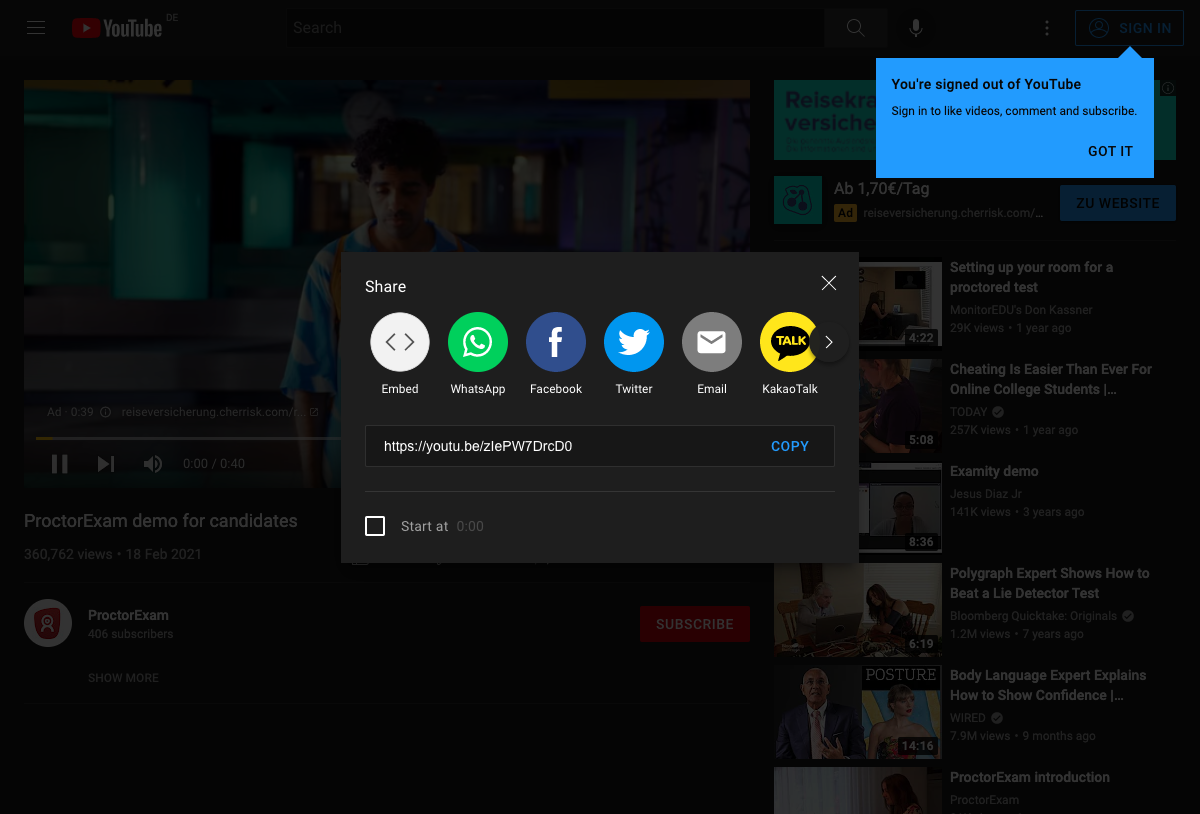 YouTube DE
Search
SIGN IN
You're signed out of YouTube
Sign in to like videos, comment and subscribe.
GOT IT
Ad · 0:39
reiseversicherung.cherrisk.com/r...
0:00 / 0:40
ProctorExam demo for candidates
360,762 views • 18 Feb 2021
ProctorExam
406 subscribers
SUBSCRIBE
SHOW MORE
Share
Embed
WhatsApp
Facebook
Twitter
Email
TALK
KakaoTalk
https://youtu.be/zIePW7DrcD0
COPY
Start at 0:00
Ab 1,70€/Tag
Ad reiseversicherung.cherrisk.com/...
ZU WEBSITE
Setting up your room for a
proctored test
MonitorEDU's Don Kassner
29K views • 1 year ago
4:22
Cheating Is Easier Than Ever For
Online College Students |...
TODAY
257K views • 1 year ago
5:08
Examity demo
Jesus Diaz Jr
141K views • 3 years ago
8:36
Polygraph Expert Shows How to
Beat a Lie Detector Test
Bloomberg Quicktake: Originals
1.2M views • 7 years ago
6:19
POSTURE
Body Language Expert Explains
How to Show Confidence |...
WIRED
7.9M views • 9 months ago
14:16
ProctorExam introduction
ProctorExam